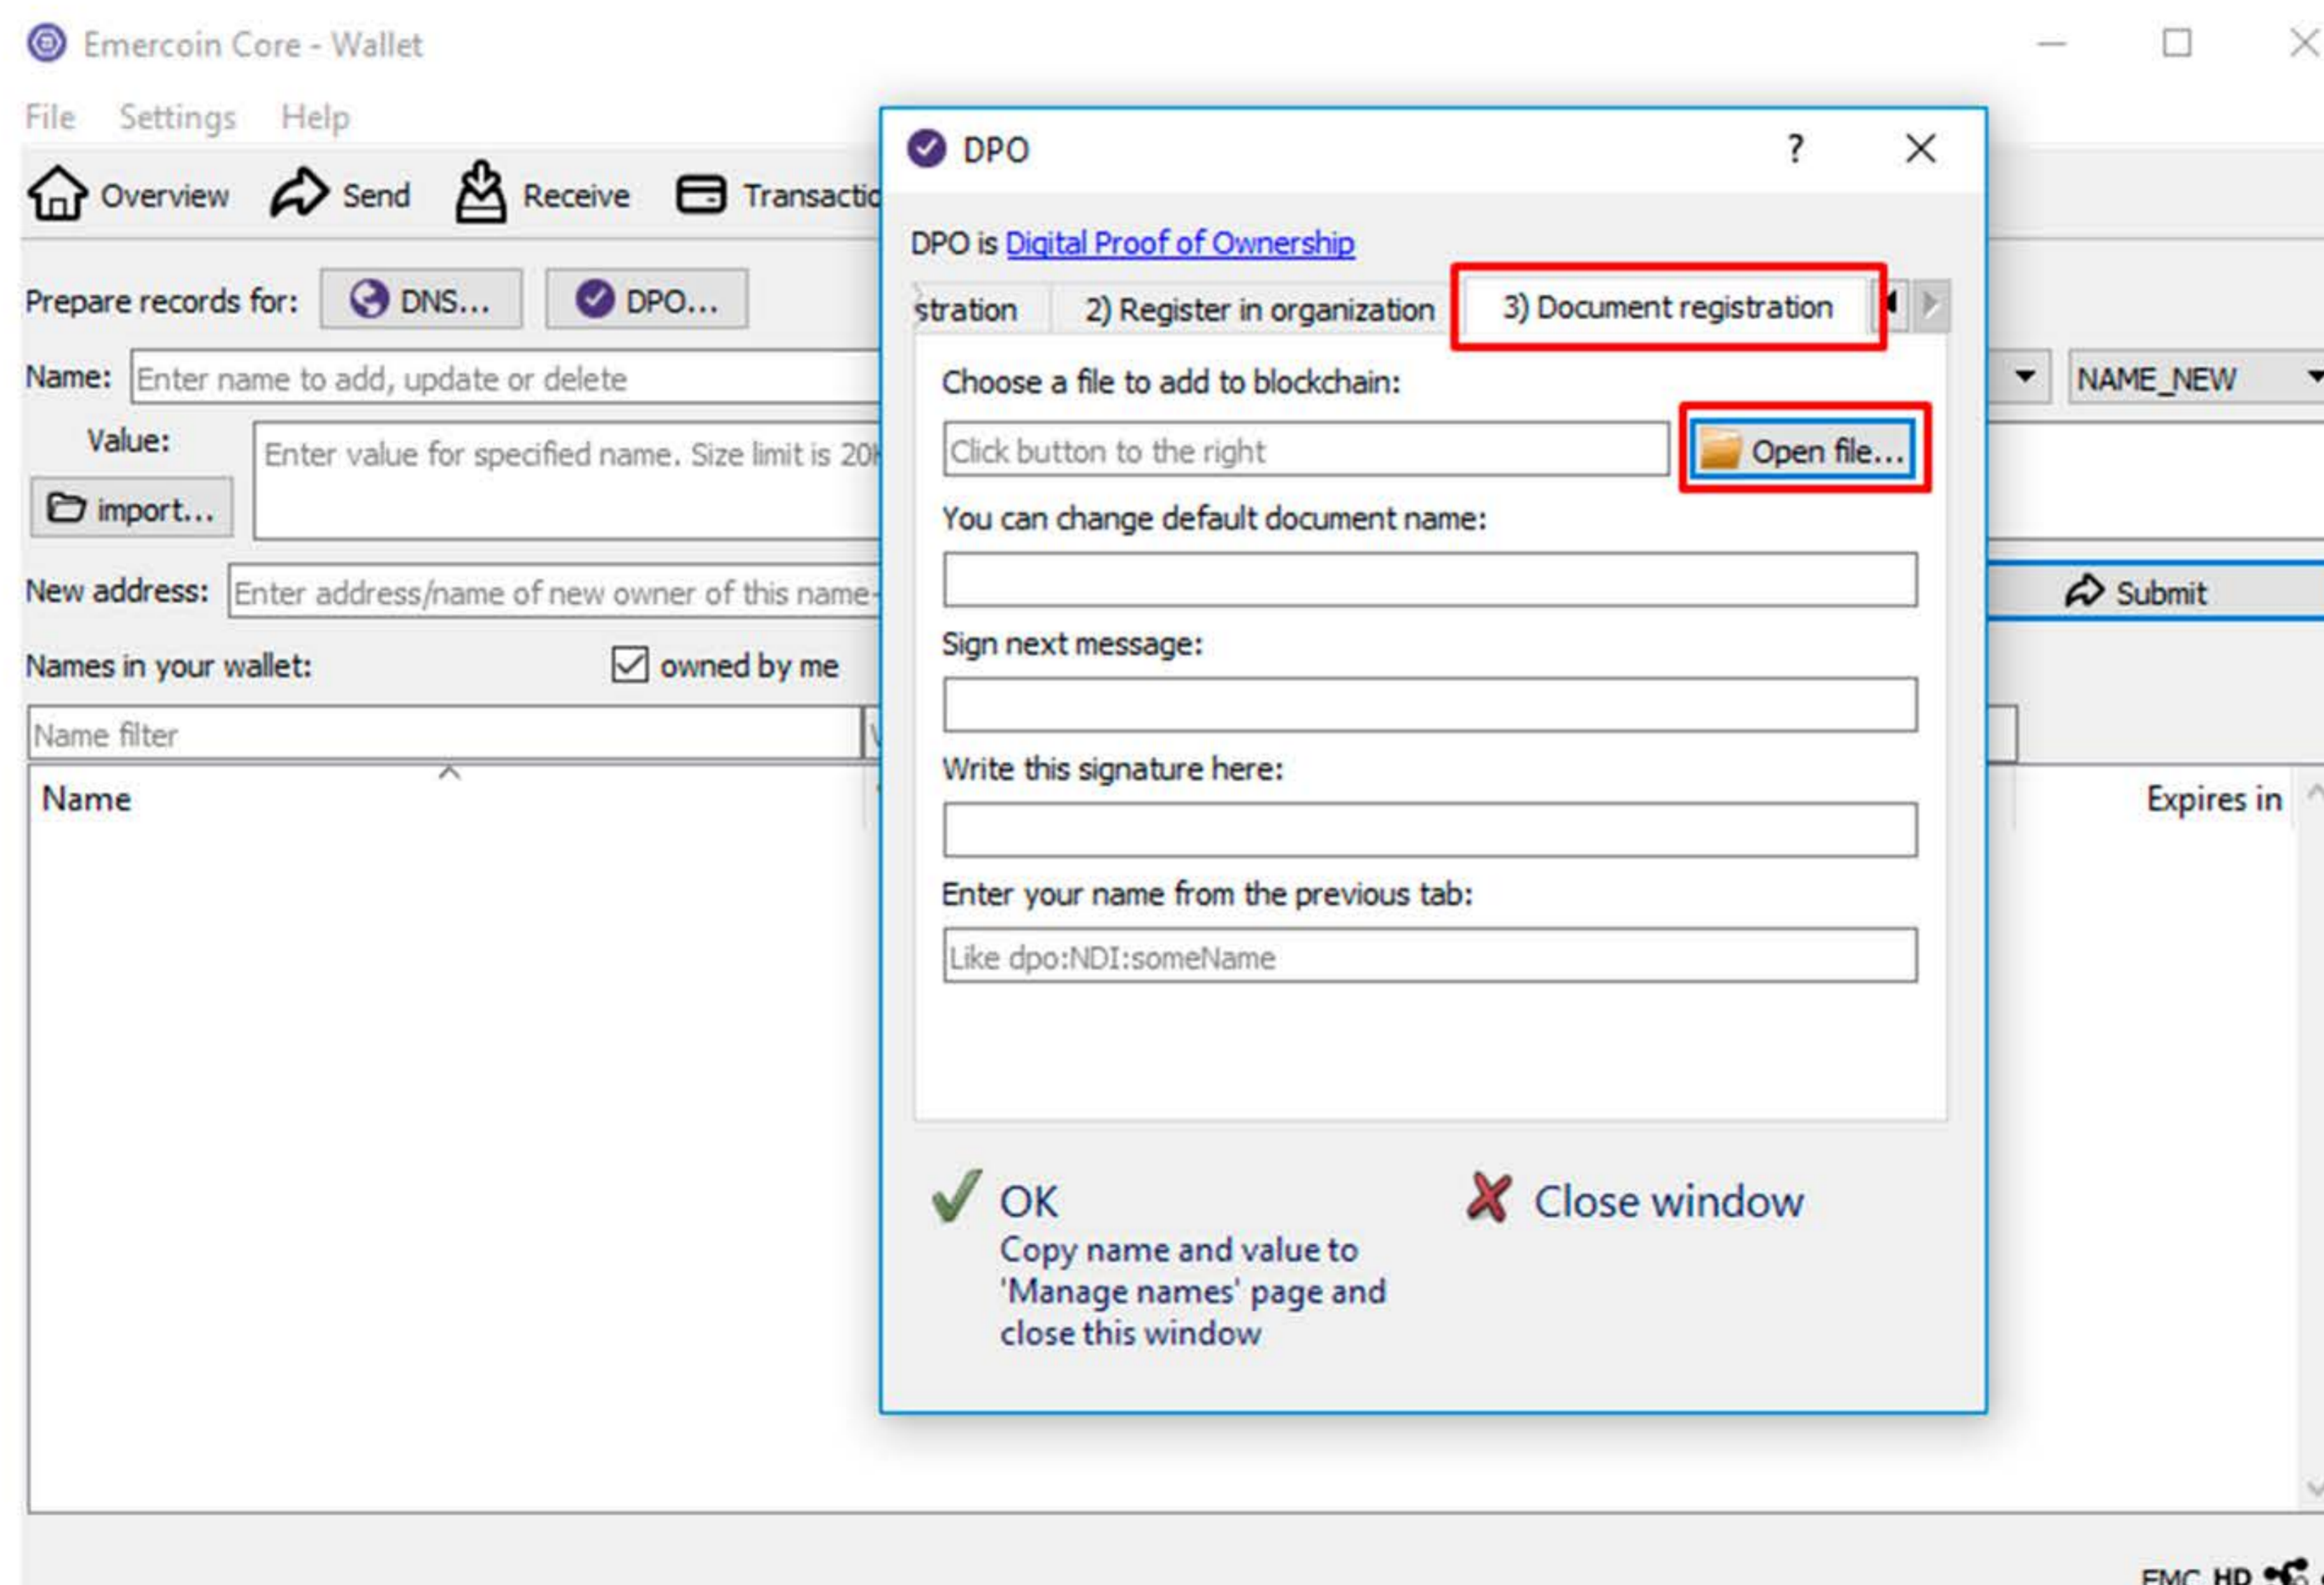 Emercoin Core - Wallet
File Settings Help
Overview Send Receive
Prepare records for: DNS... DPO...
Name: Enter name to add, update or delete
NAME_NEW
Value: Enter value for specified name. Size limit is
import...
New address: Enter address/name of new owner of this name-
Submit
Names in your wallet: owned by me
Name filter
Name
Expires in
DPO ?
DPO is Digital Proof of Ownership
stration 2) Register in organization 3) Document registration
Choose a file to add to blockchain:
Click button to the right Open file...
You can change default document name:
Sign next message:
Write this signature here:
Enter your name from the previous tab:
Like dpo:NDI:someName
OK
Copy name and value to
'Manage names' page and
close this window
Close window
EMC HD